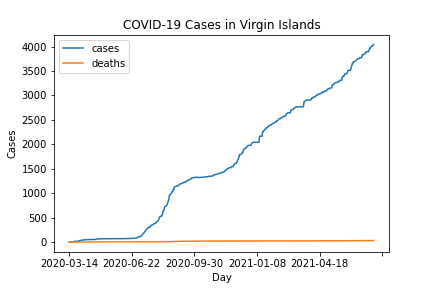 COVID-19 Cases in Virgin Islands
cases
deaths
4000
3500
3000
2500
2000
1500
1000
500
0
Cases
2020-03-14 2020-06-22 2020-09-30 2021-01-08 2021-04-18
Day